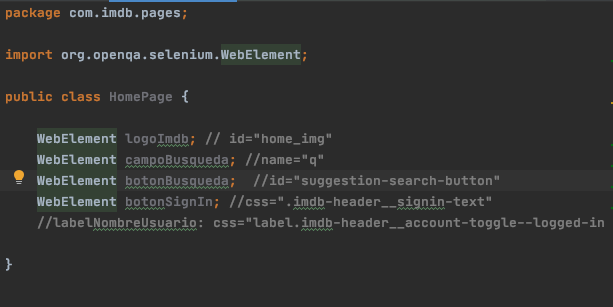 package com.imdb.pages;
import org.openqa.selenium.WebElement;
public class HomePage {
WebElement logoImdb; // id="home_img"
WebElement campoBusqueda; //name="q"
WebElement botonBusqueda;  //id="suggestion-search-button"
WebElement botonSignIn; //css=".imdb-header__signin-text"
//labelNombreUsuario: css="label.imdb-header__account-toggle--logged-in
}